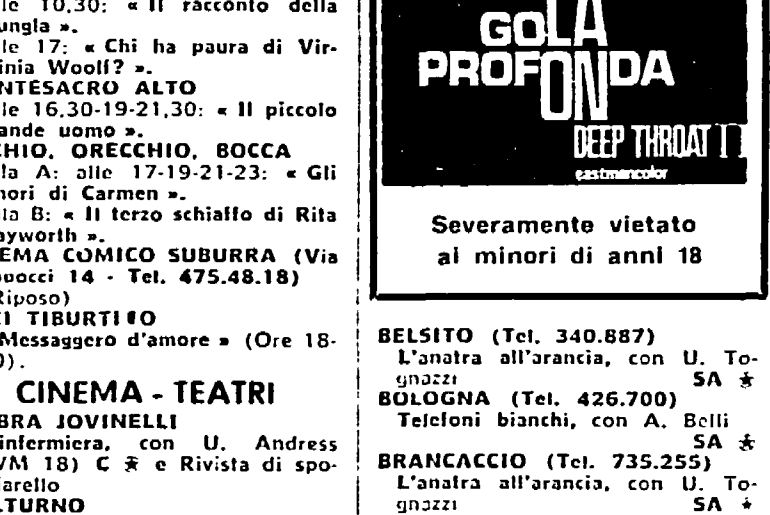 le 10,30: « Il racconto della
ungla ».
le 17: « Chi ha paura di Vir-
inia Woolf? ».
NTESACRO ALTO
le 16,30-19-21,30: « Il piccolo
ande uomo ».
CHIO, ORECCHIO, BOCCA
la A: alle 17-19-21-23: « Gli
nori di Carmen ».
la B: « Il terzo schiaffo di Rita
ayworth ».
EMA COMICO SUBURRA (Via
pocci 14 - Tel. 475.48.18)
Riposo)
I TIBURTINO
Messaggero d'amore » (Ore 18-
).
CINEMA - TEATRI
BRA JOVINELLI
infermiera, con U. Andress
VM 18) C ★ e Rivista di spo-
iarello
LTURNO
LA
GOLA
PROFONDA
DEEP THROAT II
eastmancolor
Severamente vietato
ai minori di anni 18
BELSITO (Tel. 340.887)
L'anatra all'arancia, con U. To-
gnazzi SA ★
BOLOGNA (Tel. 426.700)
Telefoni bianchi, con A. Belli
SA ★
BRANCACCIO (Tel. 735.255)
L'anatra all'arancia, con U. To-
gnazzi SA ★